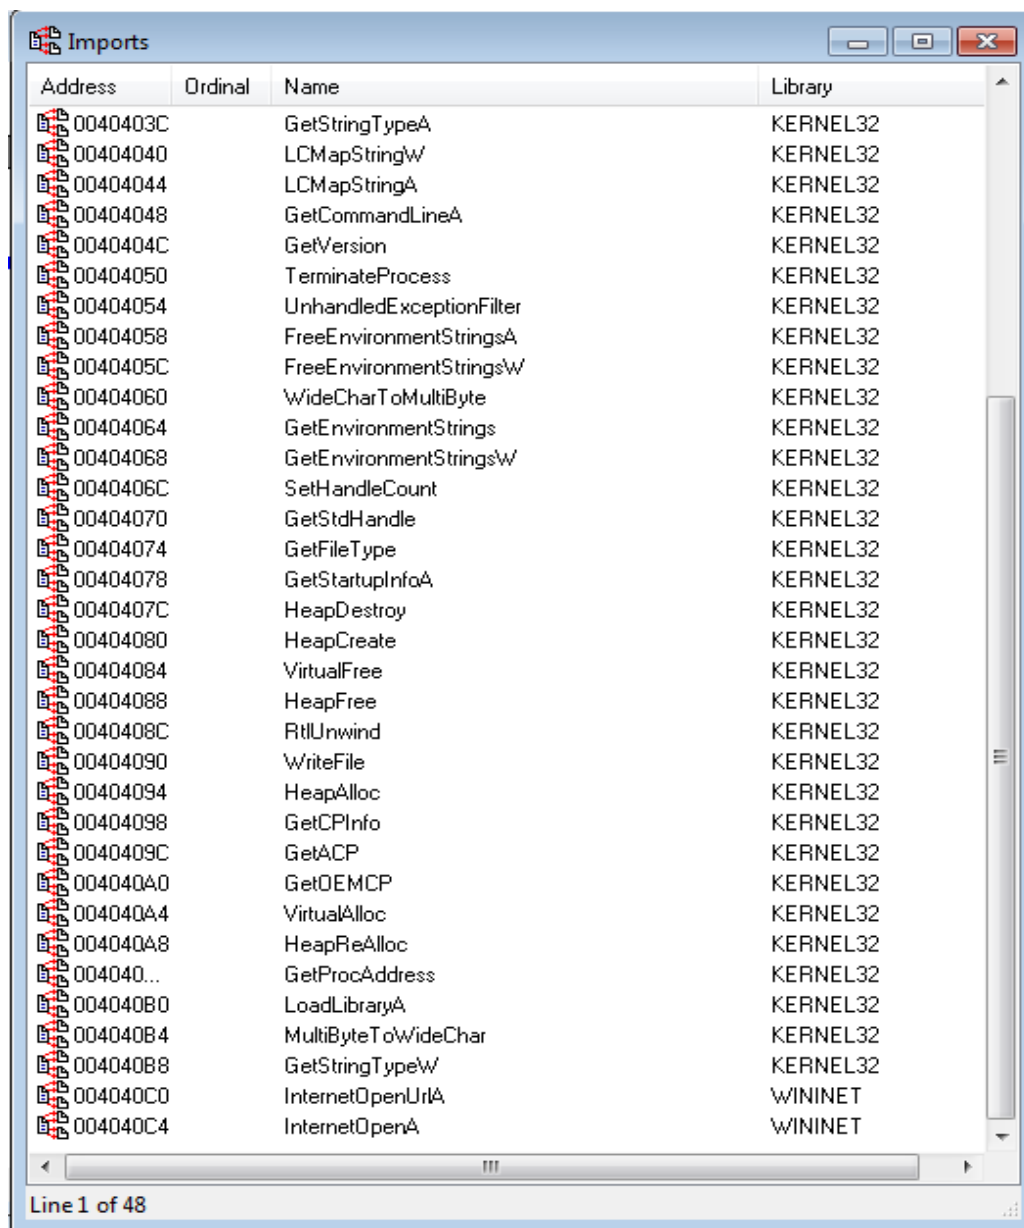 Imports
Address Ordinal Name Library
0040403C GetStringTypeA KERNEL32
00404040 LCMapStringW KERNEL32
00404044 LCMapStringA KERNEL32
00404048 GetCommandLineA KERNEL32
0040404C GetVersion KERNEL32
00404050 TerminateProcess KERNEL32
00404054 UnhandledExceptionFilter KERNEL32
00404058 FreeEnvironmentStringsA KERNEL32
0040405C FreeEnvironmentStringsW KERNEL32
00404060 WideCharToMultiByte KERNEL32
00404064 GetEnvironmentStrings KERNEL32
00404068 GetEnvironmentStringsW KERNEL32
0040406C SetHandleCount KERNEL32
00404070 GetStdHandle KERNEL32
00404074 GetFileType KERNEL32
00404078 GetStartupInfoA KERNEL32
0040407C HeapDestroy KERNEL32
00404080 HeapCreate KERNEL32
00404084 VirtualFree KERNEL32
00404088 HeapFree KERNEL32
0040408C RtlUnwind KERNEL32
00404090 WriteFile KERNEL32
00404094 HeapAlloc KERNEL32
00404098 GetCPInfo KERNEL32
0040409C GetACP KERNEL32
004040A0 GetOEMCP KERNEL32
004040A4 VirtualAlloc KERNEL32
004040A8 HeapReAlloc KERNEL32
004040... GetProcAddress KERNEL32
004040B0 LoadLibraryA KERNEL32
004040B4 MultiByteToWideChar KERNEL32
004040B8 GetStringTypeW KERNEL32
004040C0 InternetOpenUrlA WININET
004040C4 InternetOpenA WININET
Line 1 of 48